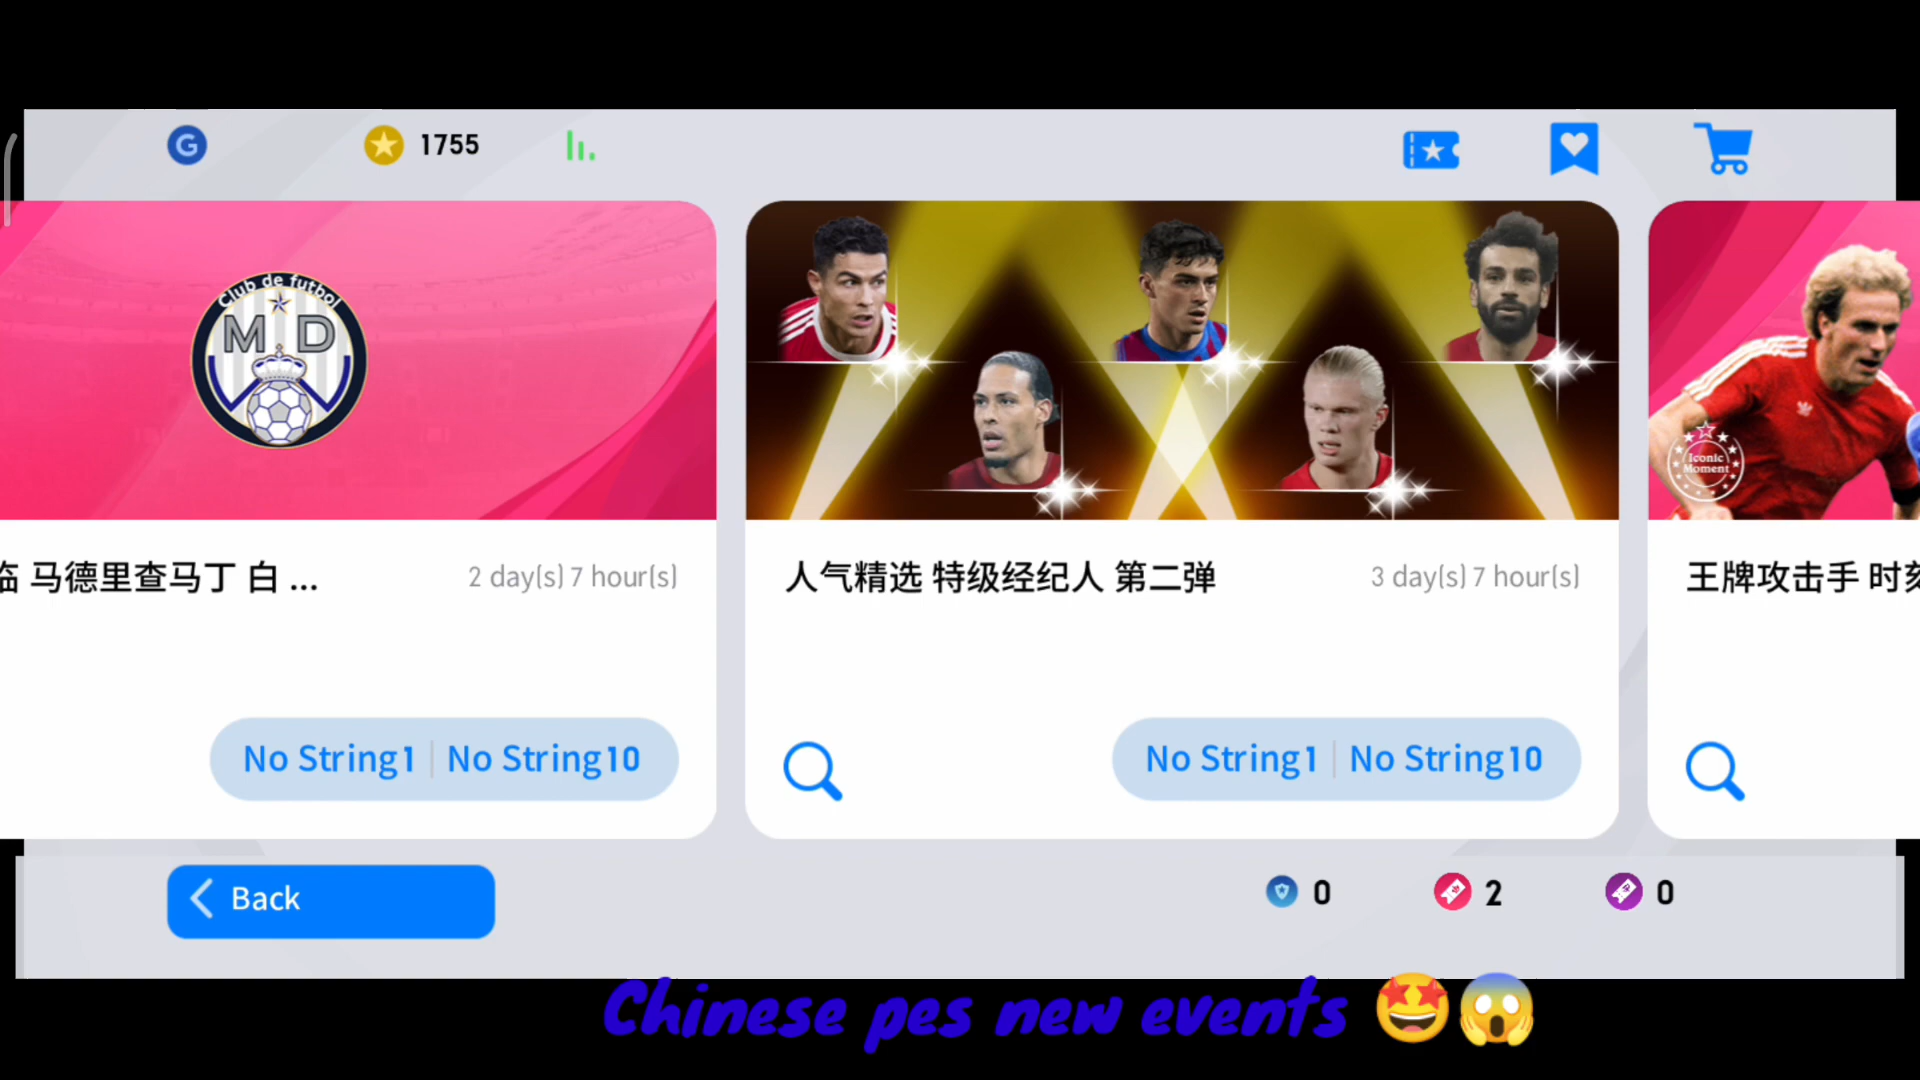 G
1755
Club de futbol
M D
Iconic
Moment
临 马德里查马丁 白 ...
2 day(s) 7 hour(s)
人气精选 特级经纪人 第二弹
3 day(s) 7 hour(s)
王牌攻击手 时刻
No String1 | No String10
No String1 | No String10
Back
0
2
0
Chinese pes new events 🤩😱